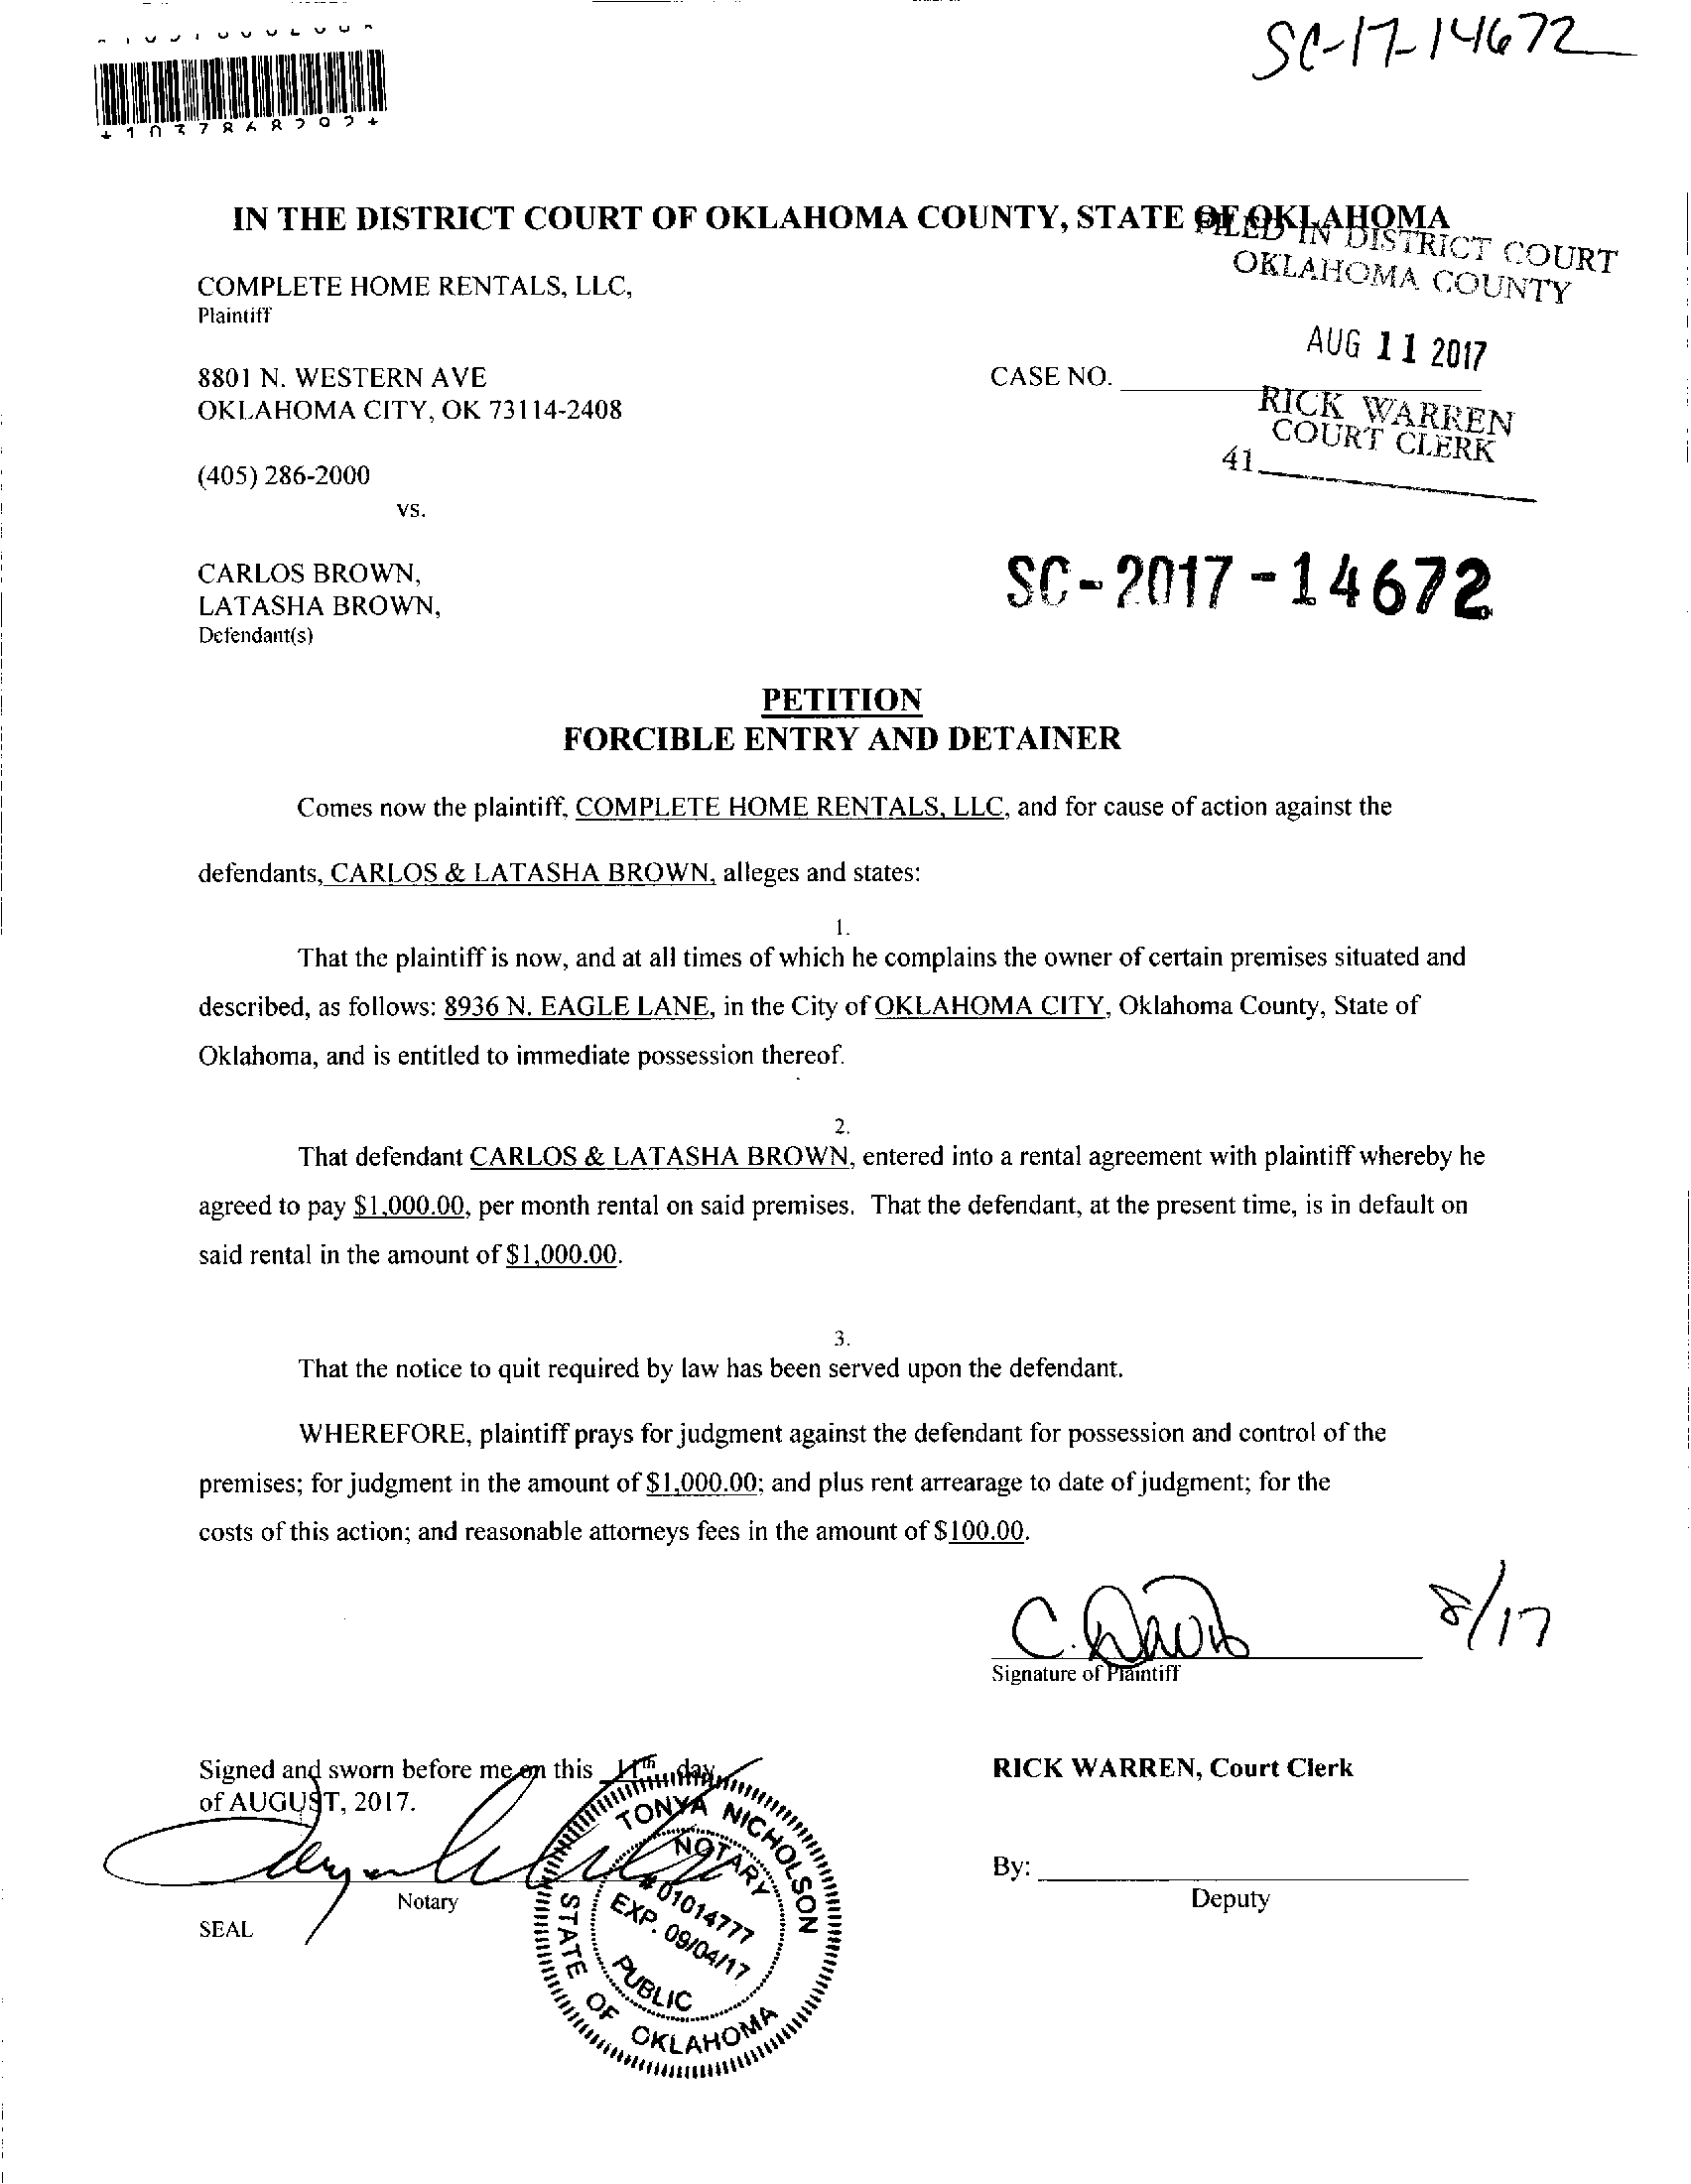 SC-17-14672
*1037868292*
IN THE DISTRICT COURT OF OKLAHOMA COUNTY, STATE OF OKLAHOMA
FILED IN DISTRICT COURT
OKLAHOMA COUNTY
COMPLETE HOME RENTALS, LLC,
Plaintiff
AUG 11 2017
8801 N. WESTERN AVE
OKLAHOMA CITY, OK 73114-2408
CASE NO.
RICK WARREN
COURT CLERK
41
(405) 286-2000
vs.
CARLOS BROWN,
LATASHA BROWN,
Defendant(s)
SC-2017-14672
PETITION
FORCIBLE ENTRY AND DETAINER
Comes now the plaintiff, COMPLETE HOME RENTALS, LLC, and for cause of action against the
defendants, CARLOS & LATASHA BROWN, alleges and states:
1.
That the plaintiff is now, and at all times of which he complains the owner of certain premises situated and
described, as follows: 8936 N. EAGLE LANE, in the City of OKLAHOMA CITY, Oklahoma County, State of
Oklahoma, and is entitled to immediate possession thereof.
2.
That defendant CARLOS & LATASHA BROWN, entered into a rental agreement with plaintiff whereby he
agreed to pay $1,000.00, per month rental on said premises. That the defendant, at the present time, is in default on
said rental in the amount of $1,000.00.
3.
That the notice to quit required by law has been served upon the defendant.
WHEREFORE, plaintiff prays for judgment against the defendant for possession and control of the
premises; for judgment in the amount of $1,000.00; and plus rent arrearage to date of judgment; for the
costs of this action; and reasonable attorneys fees in the amount of $100.00.
C. Davis
8/17
Signature of Plaintiff
Signed and sworn before me on this 11th day
of AUGUST, 2017.
RICK WARREN, Court Clerk
Notary
SEAL
By:
Deputy
TONYA NICHOLSON
NOTARY
# 01014777
EXP. 09/04/17
PUBLIC
STATE OF OKLAHOMA